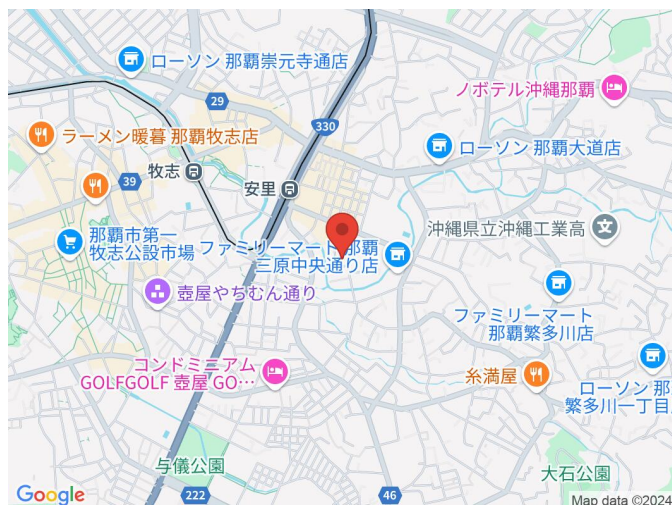 ローソン 那覇崇元寺通店
ノボテル沖縄那覇
29
330
ラーメン暖暮 那覇牧志店
ローソン 那覇大道店
牧志
39
安里
沖縄県立沖縄工業高
那覇市第一
牧志公設市場
ファミリーマート 那覇
三原中央通り店
壺屋やちむん通り
ファミリーマート
那覇繁多川店
コンドミニアム
GOLFGOLF 壺屋 GO…
糸満屋
ローソン 那
繁多川一丁目
与儀公園
大石公園
222
46
Google
Map data ©2024